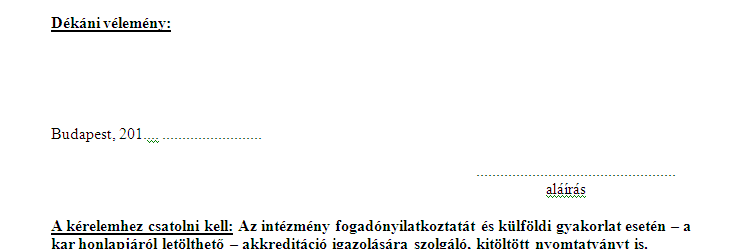 Dékáni vélemény:
Budapest, 201.... ..........................
....................................................
aláírás
A kérelemhez csatolni kell: Az intézmény fogadónyilatkoztatát és külföldi gyakorlat esetén – a
kar honlapjáról letölthető – akkreditáció igazolására szolgáló, kitöltött nyomtatványt is.